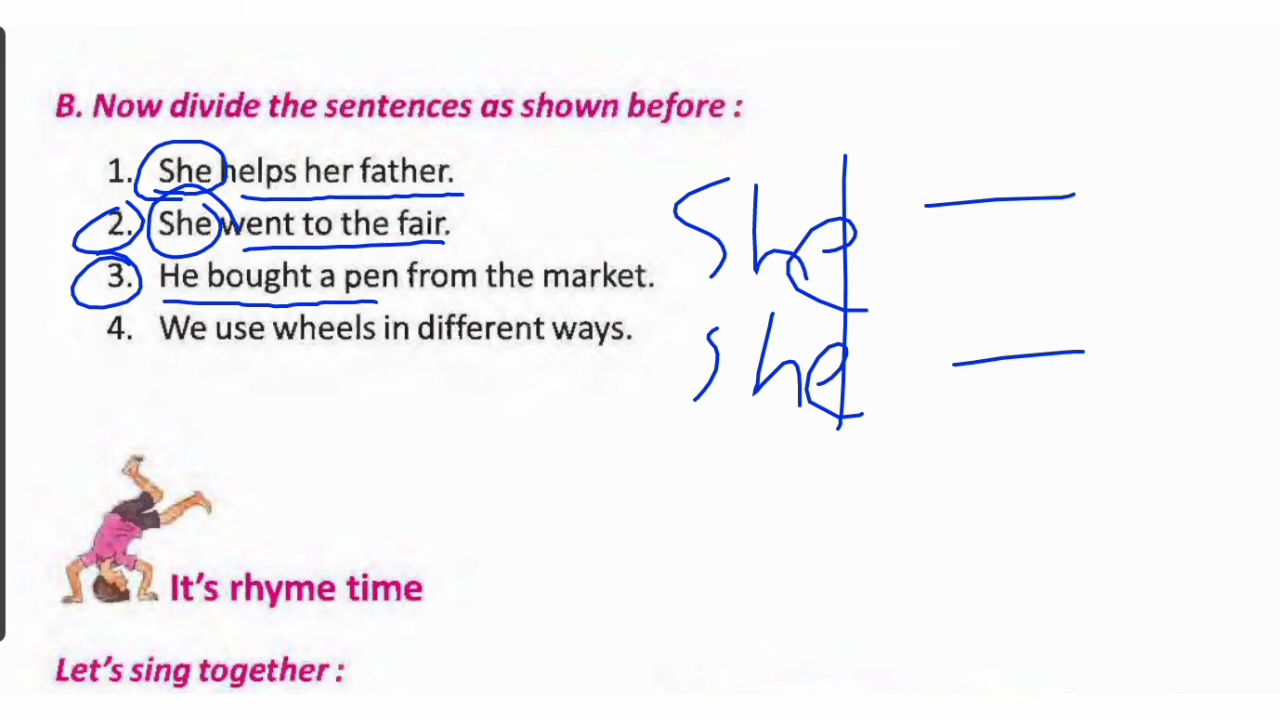 B. Now divide the sentences as shown before :
1. She helps her father.
2. She went to the fair.
3. He bought a pen from the market.
4. We use wheels in different ways.
She
she
It's rhyme time
Let's sing together :